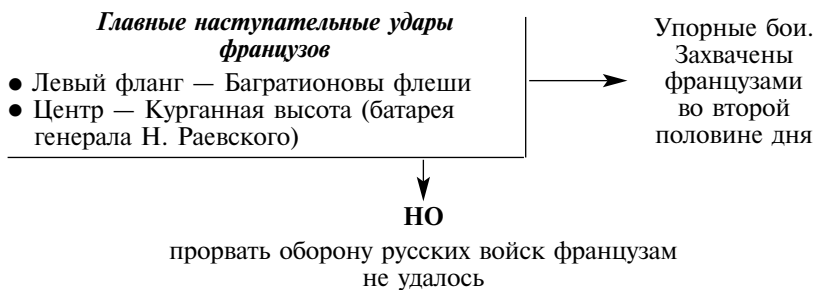 Главные наступательные удары
французов
● Левый фланг — Багратионовы флеши
● Центр — Курганная высота (батарея
генерала Н. Раевского)
Упорные бои.
Захвачены
французами
во второй
половине дня
НО
прорвать оборону русских войск французам
не удалось